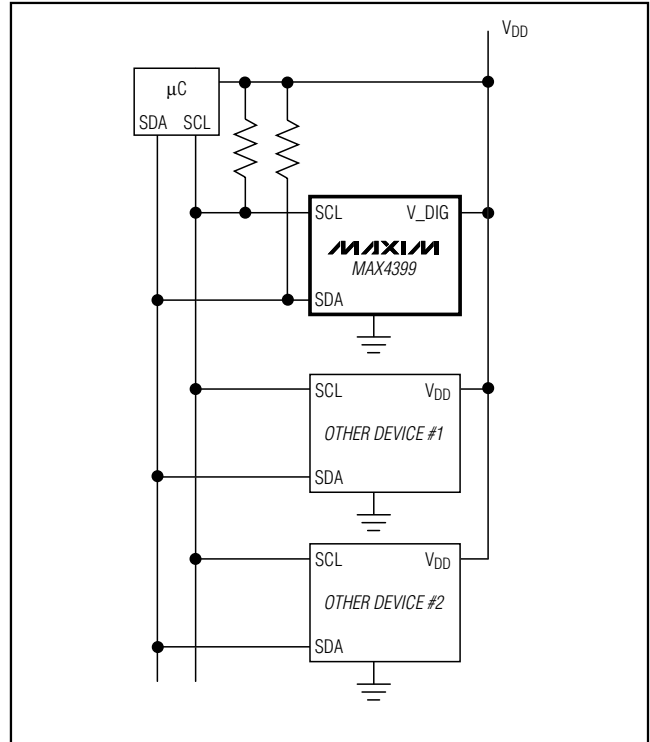 VDD
μC
SDA SCL
SCL V_DIG
MAXIM
MAX4399
SDA
SCL VDD
OTHER DEVICE #1
SDA
SCL VDD
OTHER DEVICE #2
SDA